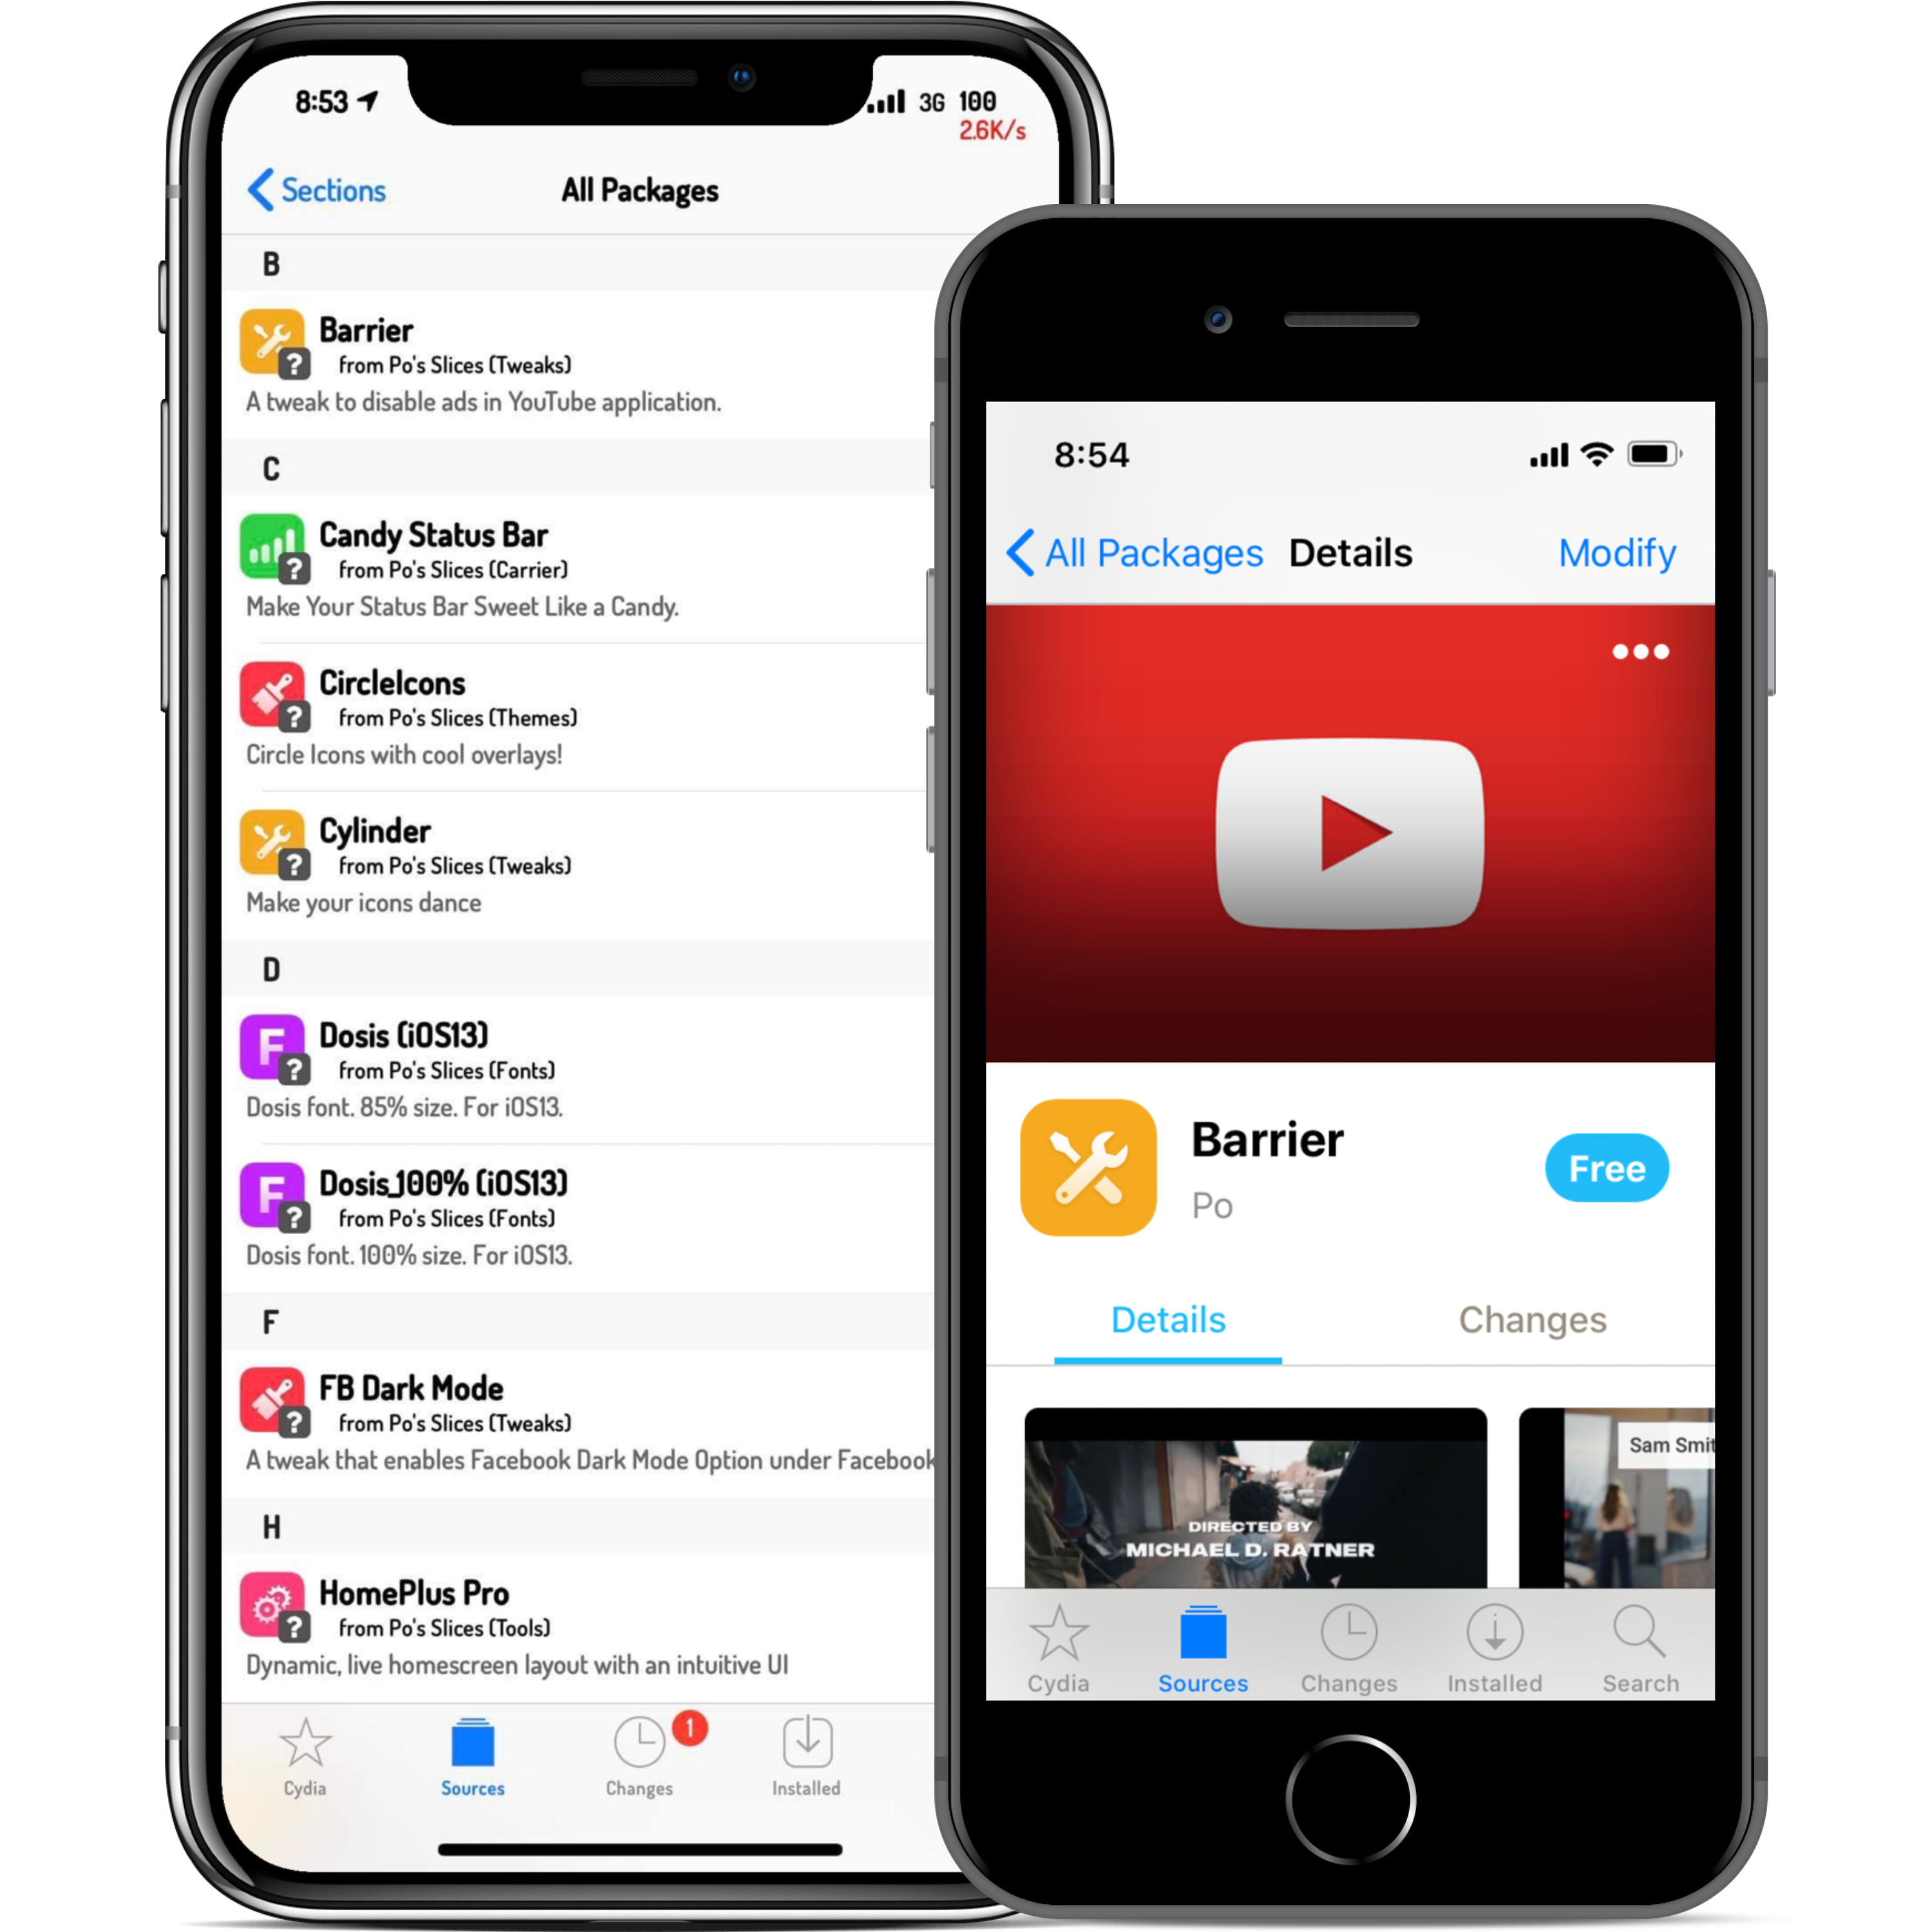 8:53
3G 100
2.6K/s
Sections
All Packages
B
Barrier
from Po's Slices (Tweaks)
A tweak to disable ads in YouTube application.
C
Candy Status Bar
from Po's Slices (Carrier)
Make Your Status Bar Sweet Like a Candy.
CircleIcons
from Po's Slices (Themes)
Circle Icons with cool overlays!
Cylinder
from Po's Slices (Tweaks)
Make your icons dance
D
F
?
Dosis (iOS13)
from Po's Slices (Fonts)
Dosis font. 85% size. For iOS13.
F
?
Dosis_100% (iOS13)
from Po's Slices (Fonts)
Dosis font. 100% size. For iOS13.
F
FB Dark Mode
from Po's Slices (Tweaks)
A tweak that enables Facebook Dark Mode Option under Facebook
H
HomePlus Pro
from Po's Slices (Tools)
Dynamic, live homescreen layout with an intuitive UI
Cydia
Sources
Changes
1
Installed
8:54
All Packages
Details
Modify
Barrier
Po
Free
Details
Changes
DIRECTED BY
MICHAEL D. RATNER
Sam Smit
Cydia
Sources
Changes
Installed
Search